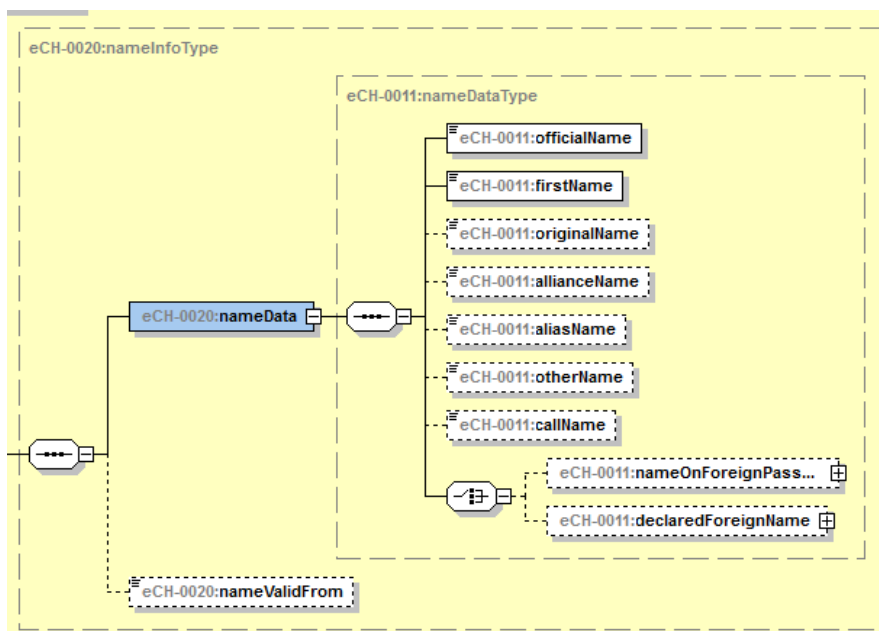 eCH-0020:nameInfoType
eCH-0011:nameDataType
eCH-0011:officialName
eCH-0011:firstName
eCH-0011:originalName
eCH-0011:allianceName
eCH-0011:aliasName
eCH-0011:otherName
eCH-0011:callName
eCH-0020:nameData
eCH-0011:nameOnForeignPass...
eCH-0011:declaredForeignName
eCH-0020:nameValidFrom